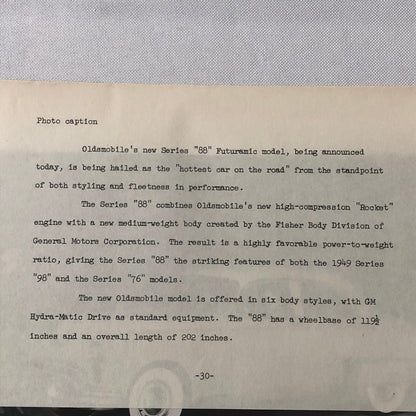 Photo caption
Oldsmobile's new Series "88" Futuramic model, being announced
today, is being hailed as the "hottest car on the road" from the standpoint
of both styling and fleetness in performance.
The Series "88" combines Oldsmobile's new high-compression "Rocket"
engine with a new medium-weight body created by the Fisher Body Division of
General Motors Corporation. The result is a highly favorable power-to-weight
ratio, giving the Series "88" the striking features of both the 1949 Series
"98" and the Series "76" models.
The new Oldsmobile model is offered in six body styles, with GM
Hydra-Matic Drive as standard equipment. The "88" has a wheelbase of 119½
inches and an overall length of 202 inches.
-30-